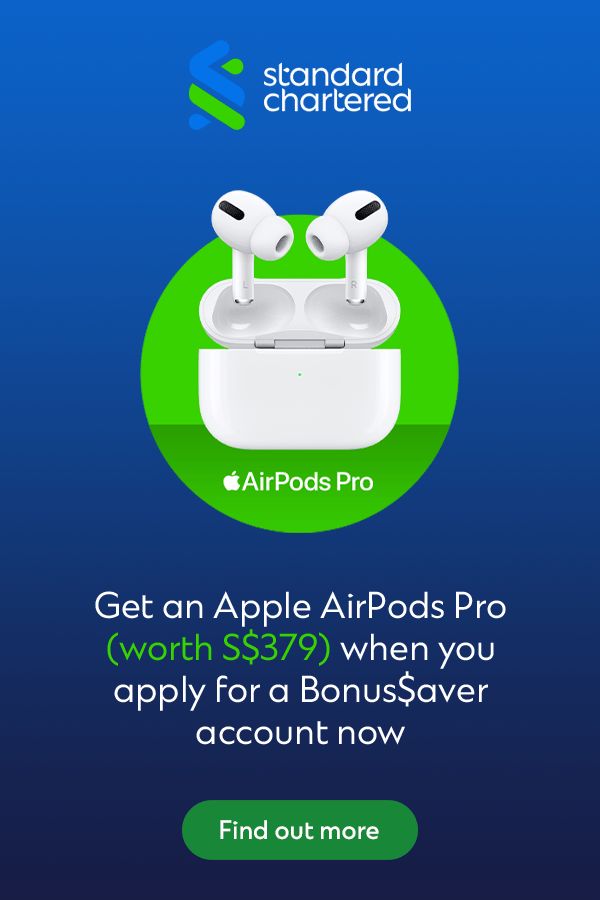 standard
chartered
L
R
AirPods Pro
Get an Apple AirPods Pro
(worth S$379) when you
apply for a Bonus$aver
account now
Find out more